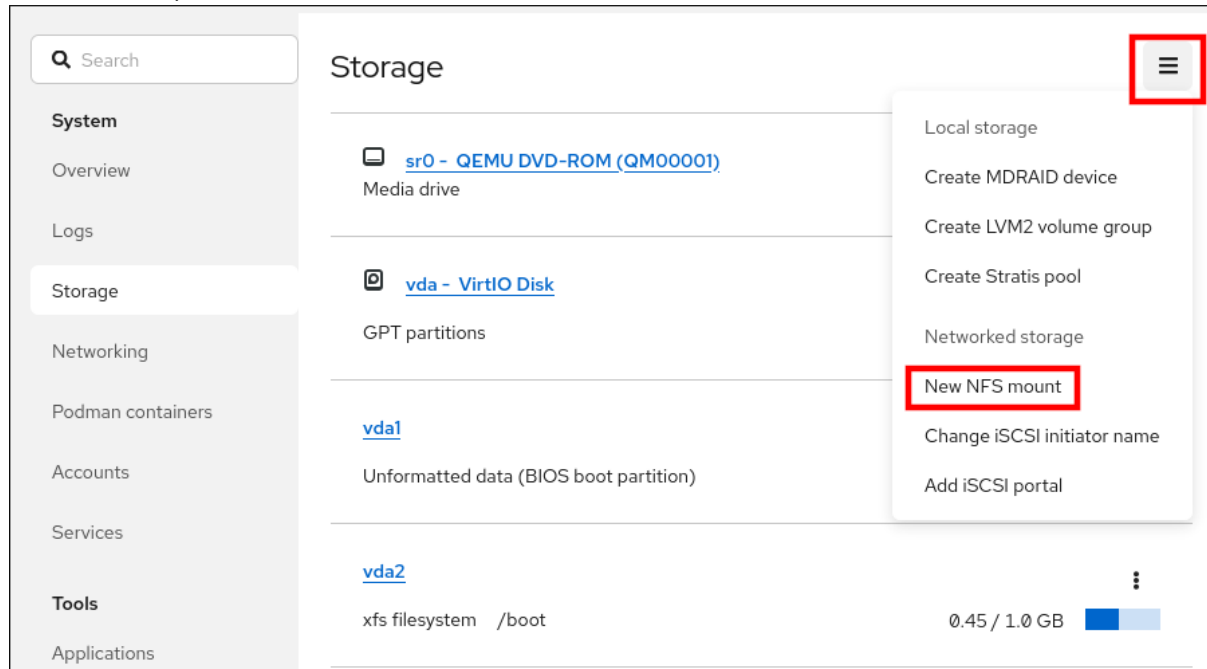 Search
System
Overview
Logs
Storage
Networking
Podman containers
Accounts
Services
Tools
Applications
Storage
sr0 - QEMU DVD-ROM (QM00001)
Media drive
vda - VirtIO Disk
GPT partitions
vda1
Unformatted data (BIOS boot partition)
vda2
xfs filesystem /boot
0.45 / 1.0 GB
Local storage
Create MDRAID device
Create LVM2 volume group
Create Stratis pool
Networked storage
New NFS mount
Change iSCSI initiator name
Add iSCSI portal